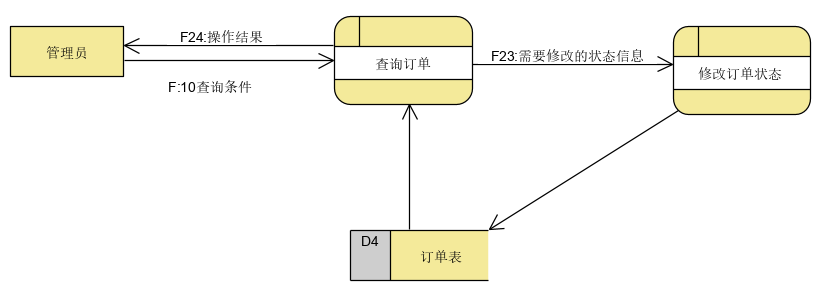 F24:操作结果
管理员
查询订单
F23:需要修改的状态信息
修改订单状态
F:10查询条件
D4
订单表